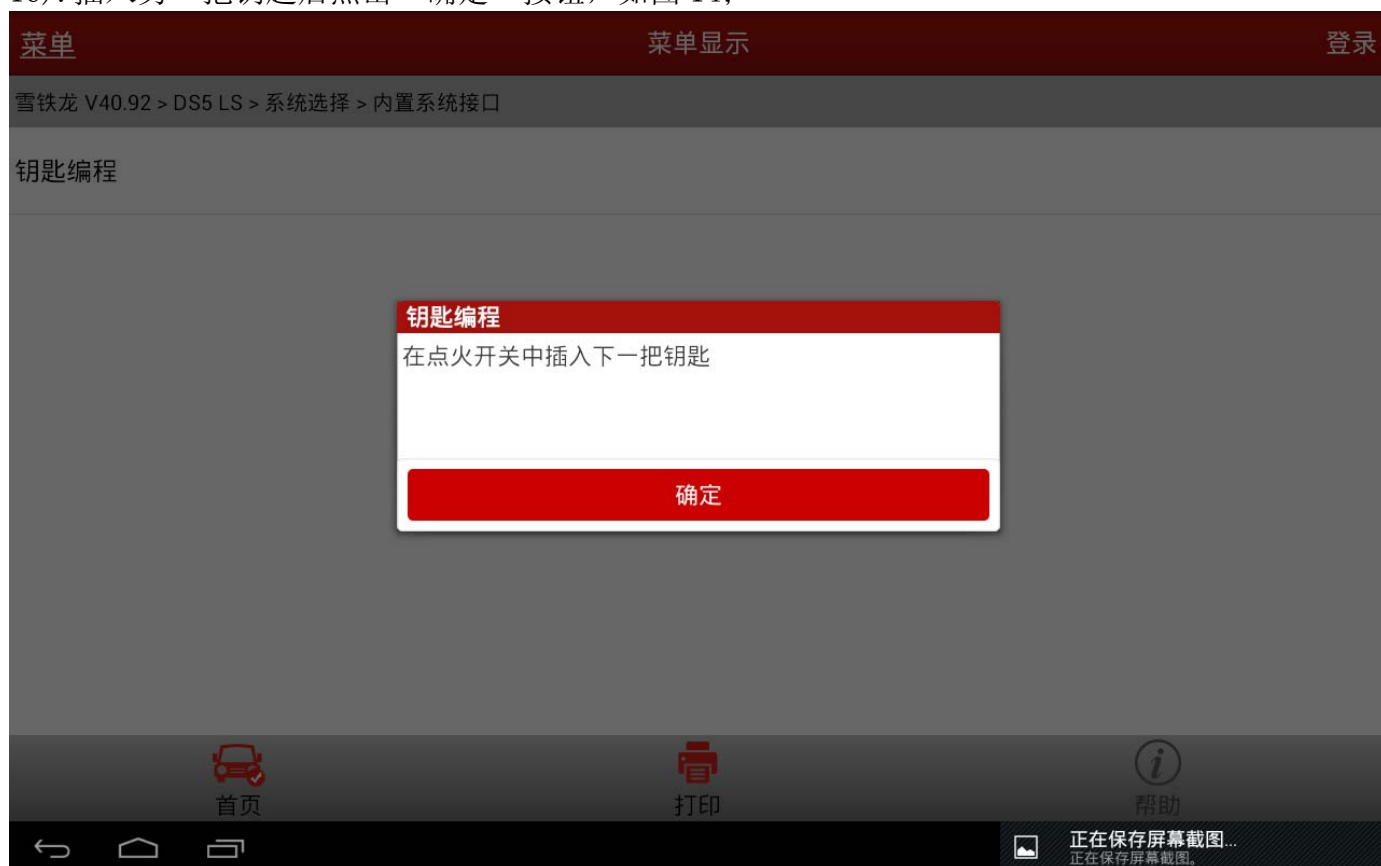 菜单
菜单显示
登录
雪铁龙 V40.92 > DS5 LS > 系统选择 > 内置系统接口
钥匙编程
钥匙编程
在点火开关中插入下一把钥匙
确定
首页
打印
帮助
正在保存屏幕截图...
正在保存屏幕截图。